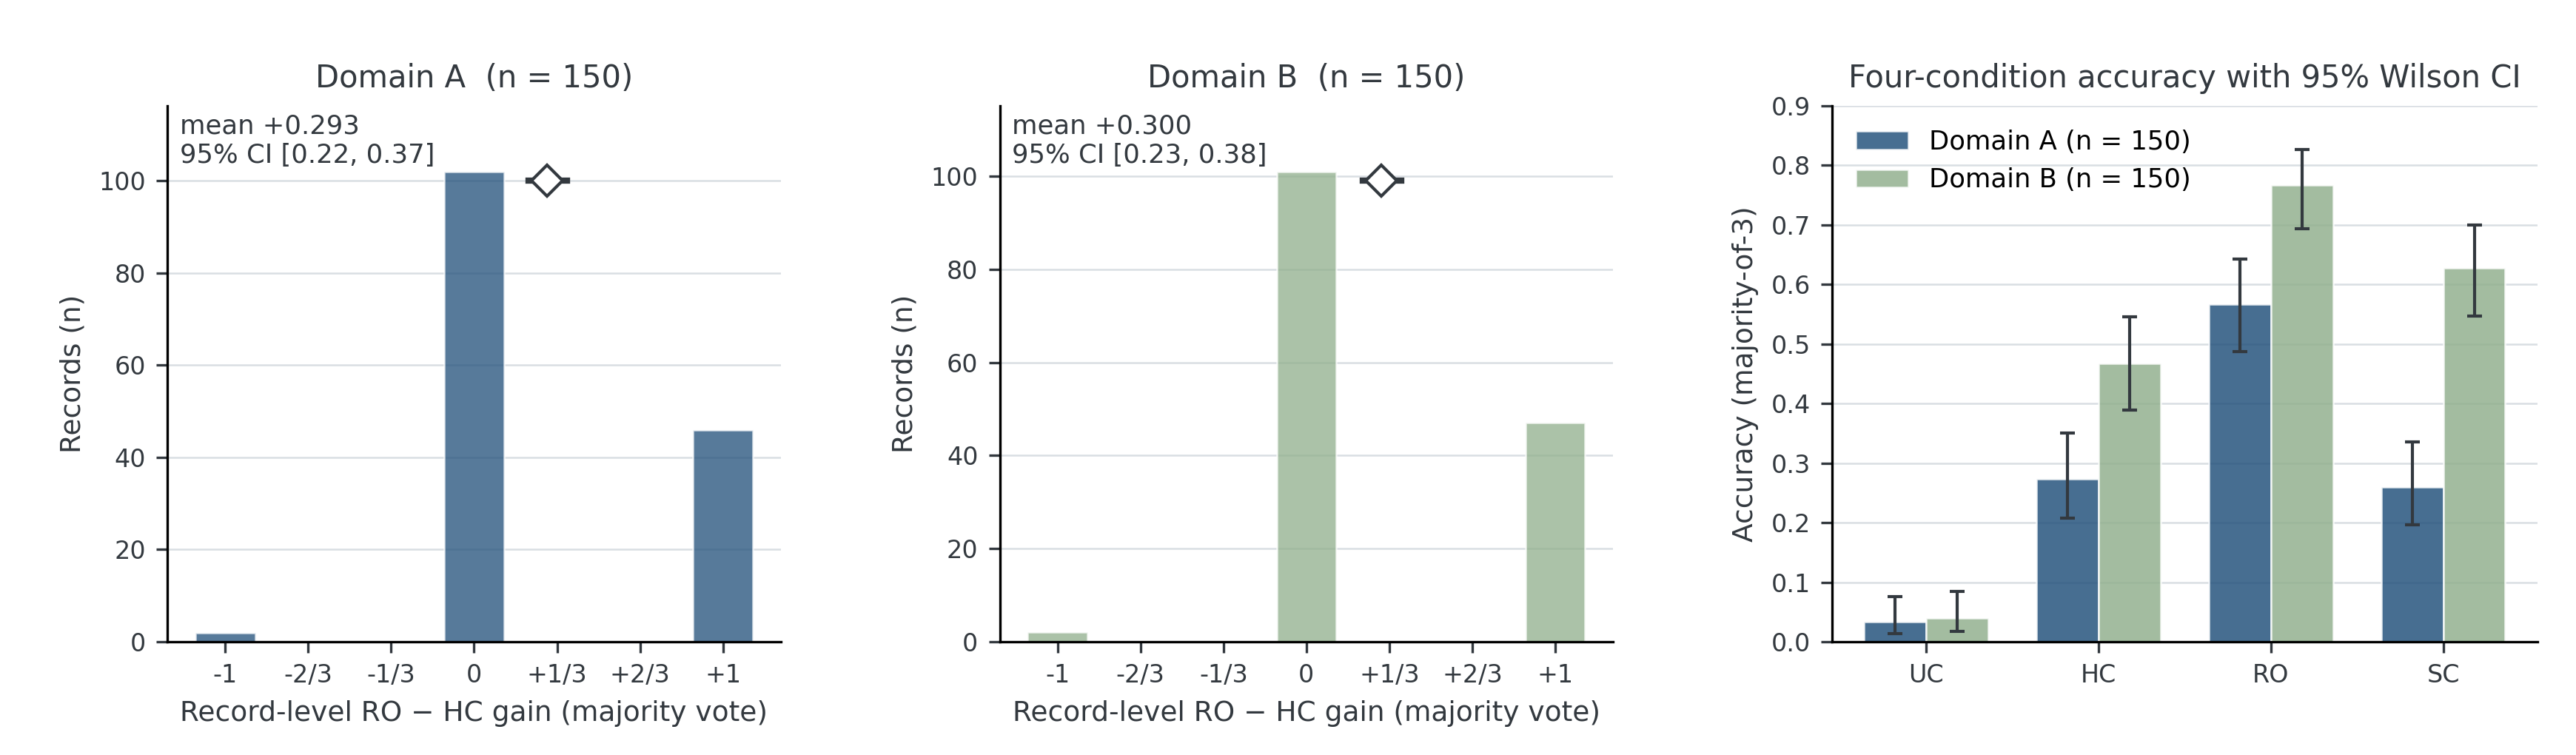 Domain A  (n = 150)
mean +0.293
95% CI [0.22, 0.37]
Records (n)
100
80
60
40
20
0
-1 -2/3 -1/3 0 +1/3 +2/3 +1
Record-level RO − HC gain (majority vote)
Domain B  (n = 150)
mean +0.300
95% CI [0.23, 0.38]
Records (n)
100
80
60
40
20
0
-1 -2/3 -1/3 0 +1/3 +2/3 +1
Record-level RO − HC gain (majority vote)
Four-condition accuracy with 95% Wilson CI
Domain A (n = 150)
Domain B (n = 150)
Accuracy (majority-of-3)
0.9
0.8
0.7
0.6
0.5
0.4
0.3
0.2
0.1
0.0
UC HC RO SC